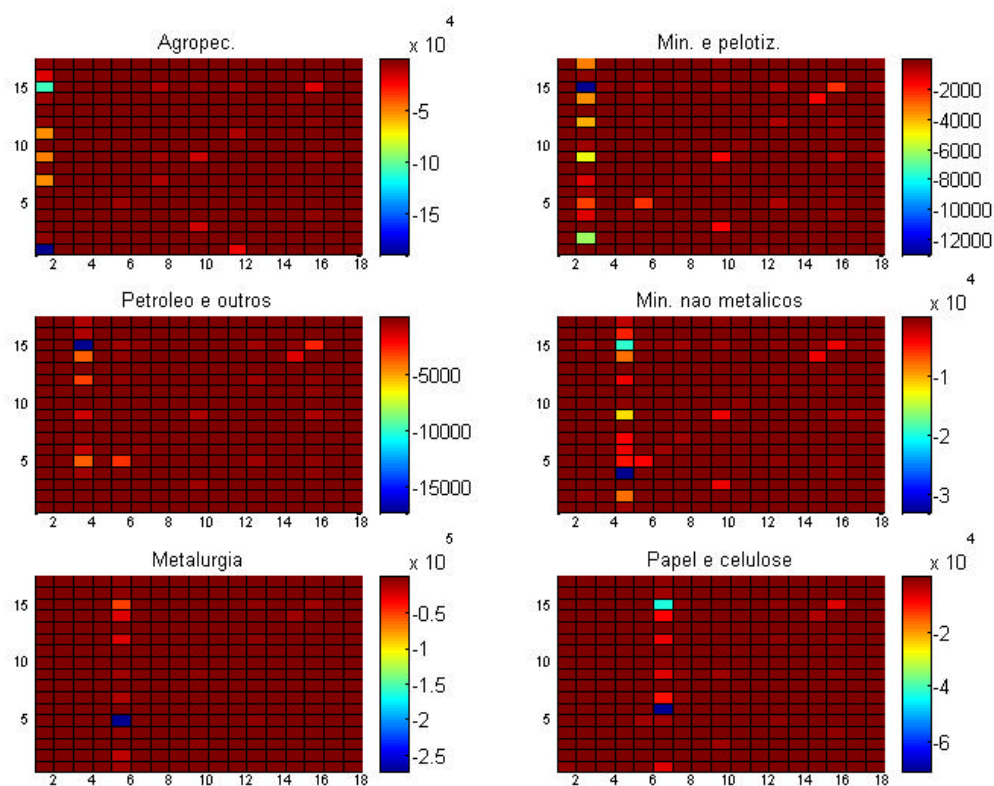 Agropec.
x 10 4
15
10
5
2 4 6 8 10 12 14 16 18
-5
-10
-15
Min. e pelotiz.
15
10
5
2 4 6 8 10 12 14 16 18
-2000
-4000
-6000
-8000
-10000
-12000
Petroleo e outros
15
10
5
2 4 6 8 10 12 14 16 18
-5000
-10000
-15000
Min. nao metalicos
x 10 4
15
10
5
2 4 6 8 10 12 14 16 18
-1
-2
-3
Metalurgia
x 10 5
15
10
5
2 4 6 8 10 12 14 16 18
-0.5
-1
-1.5
-2
-2.5
Papel e celulose
x 10 4
15
10
5
2 4 6 8 10 12 14 16 18
-2
-4
-6